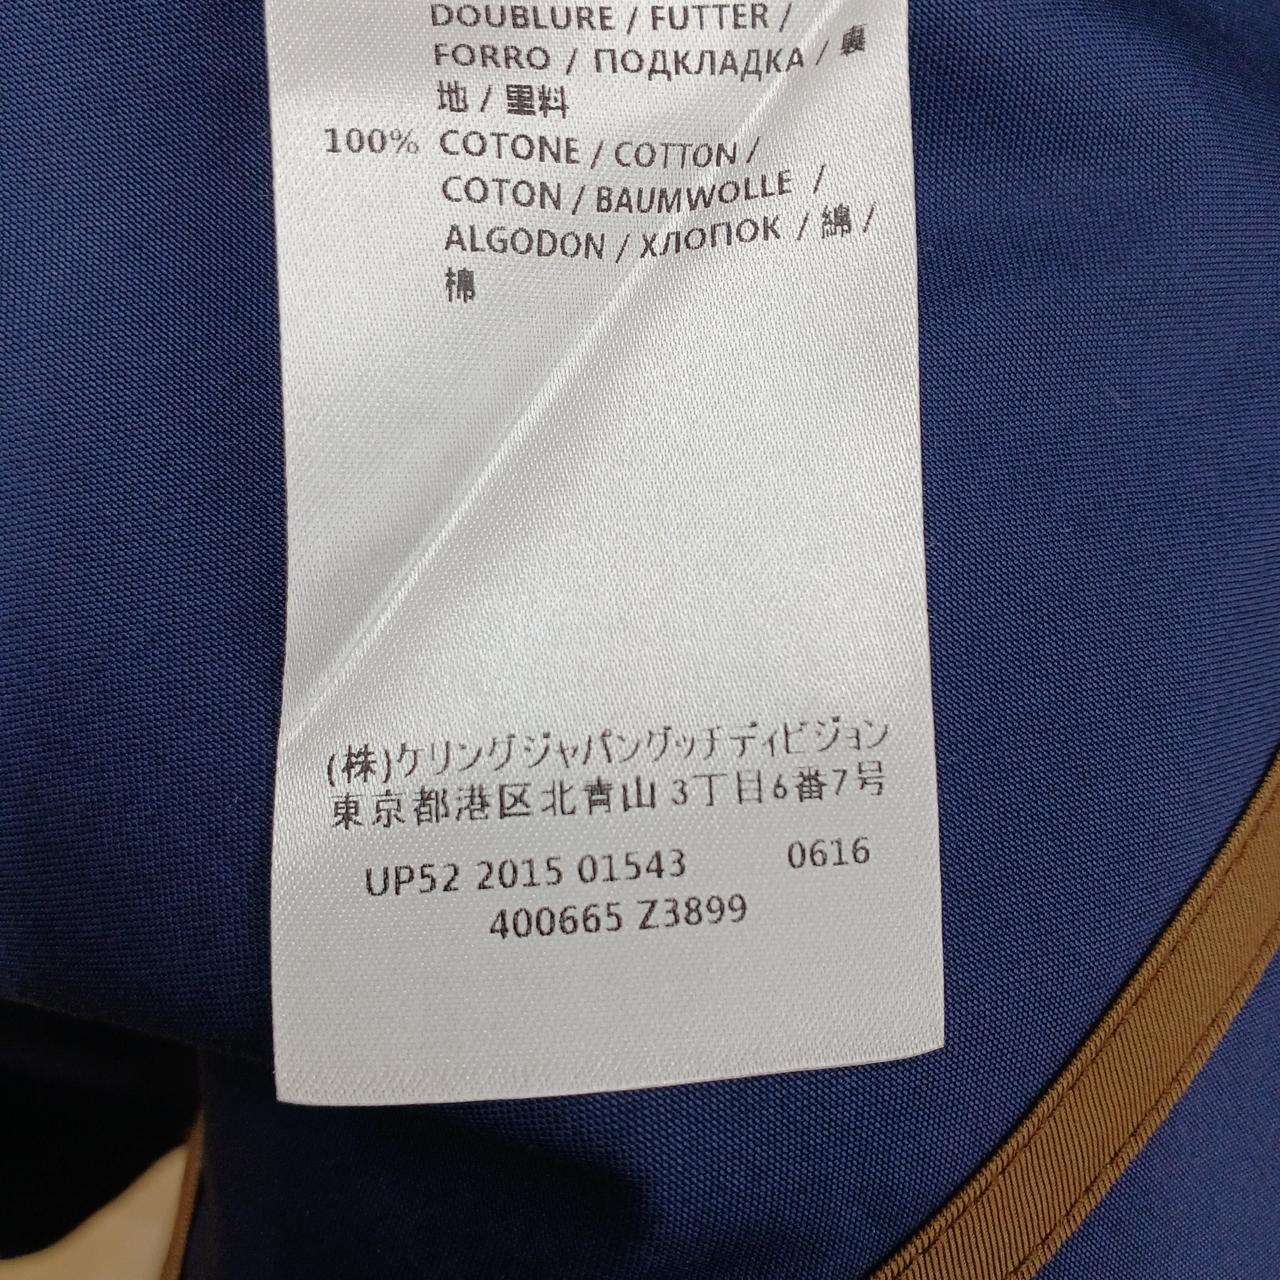 DOUBLURE / FUTTER /
FORRO / ПОДКЛАДКА / 裏
地 / 里料
100% COTONE / COTTON /
COTON / BAUMWOLLE /
ALGODON / ХЛОПОК / 綿 /
棉
(株)ケリングジャパングッチディビジョン
東京都港区北青山3丁目6番7号
UP52 2015 01543 0616
400665 Z3899